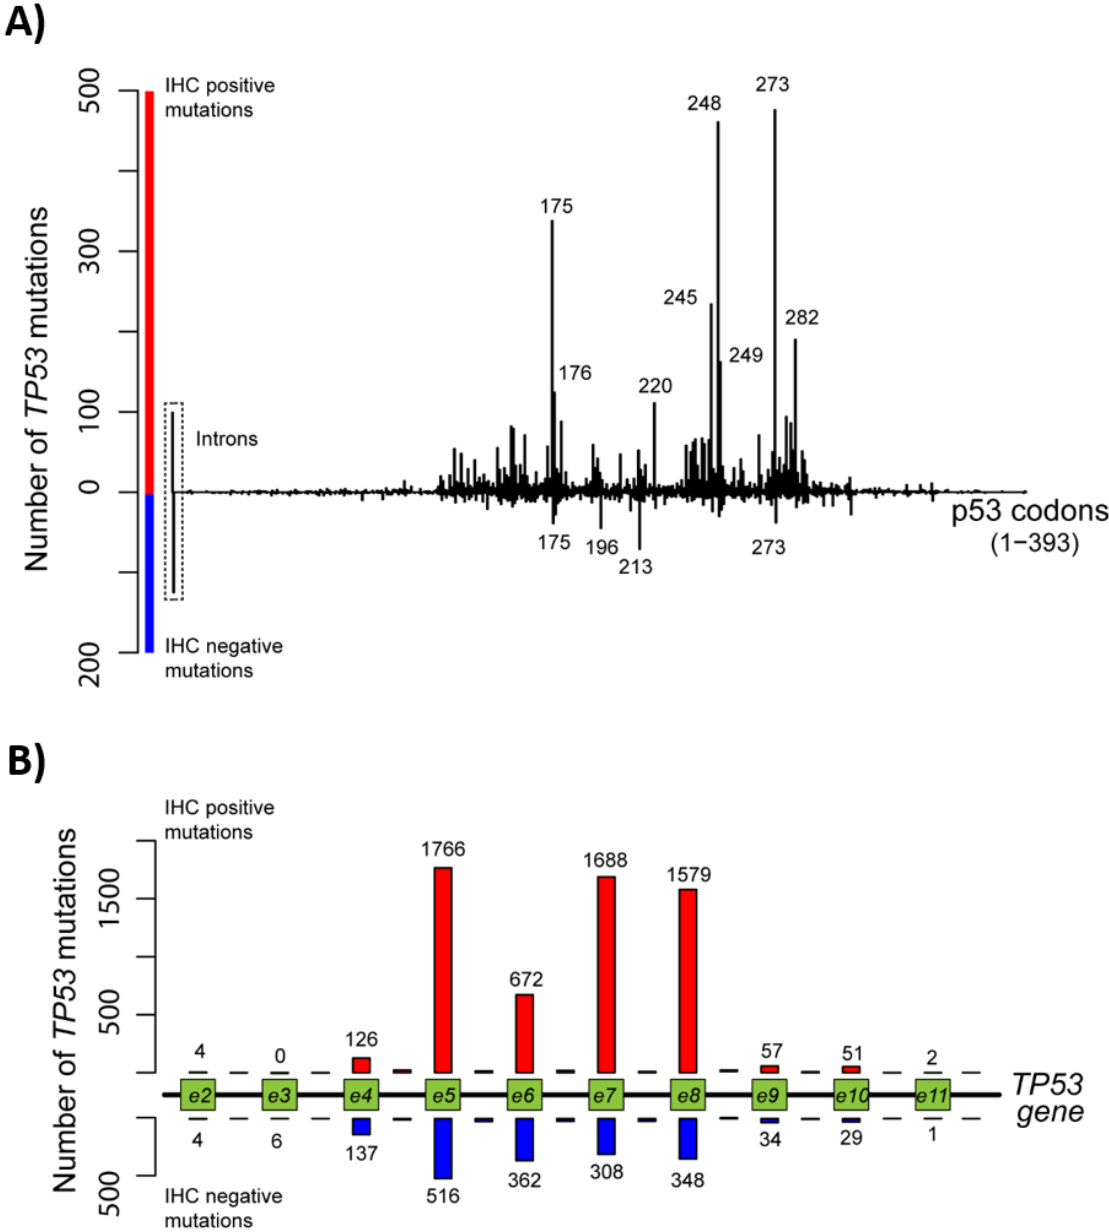 A)
500
300
100
0
200
Number of TP53 mutations
IHC positive
mutations
273
248
175
245
282
249
176
220
Introns
p53 codons
(1−393)
175
196
273
213
IHC negative
mutations
B)
IHC positive
mutations
Number of TP53 mutations
1500
500
500
1766
1688
1579
672
126
4
0
57
51
2
e2
e3
e4
e5
e6
e7
e8
e9
e10
e11
TP53
gene
4
6
137
516
362
308
348
34
29
1
IHC negative
mutations